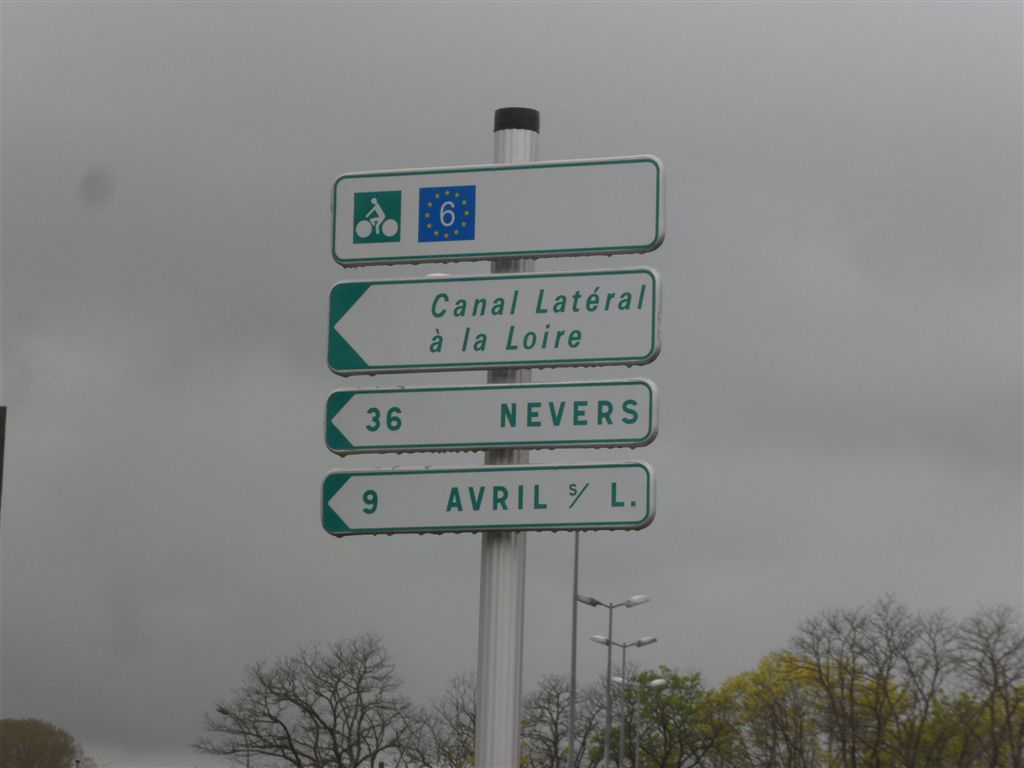 6
Canal Latéral
à la Loire
36 NEVERS
9 AVRIL s/ L.